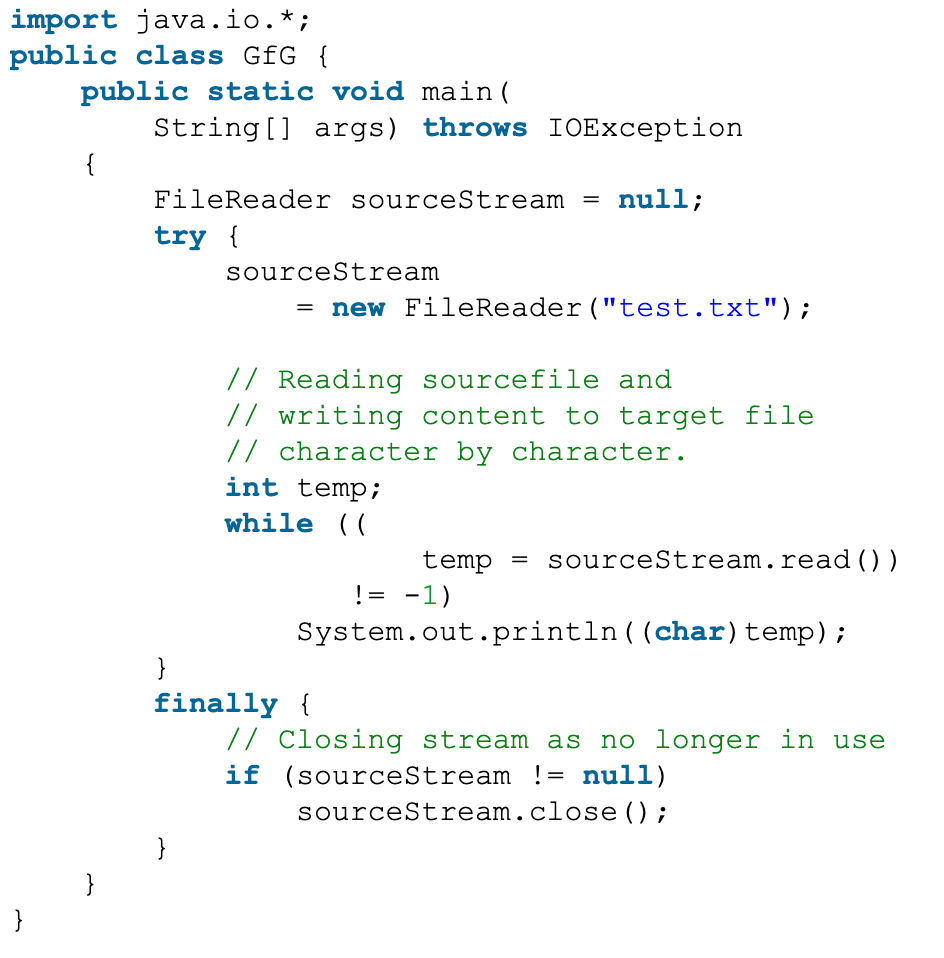 import java.io.*;
public class GfG {
    public static void main(
        String[] args) throws IOException
    {
        FileReader sourceStream = null;
        try {
            sourceStream
                = new FileReader("test.txt");

            // Reading sourcefile and
            // writing content to target file
            // character by character.
            int temp;
            while ((
                       temp = sourceStream.read())
                   != -1)
                System.out.println((char)temp);
        }
        finally {
            // Closing stream as no longer in use
            if (sourceStream != null)
                sourceStream.close();
        }
    }
}